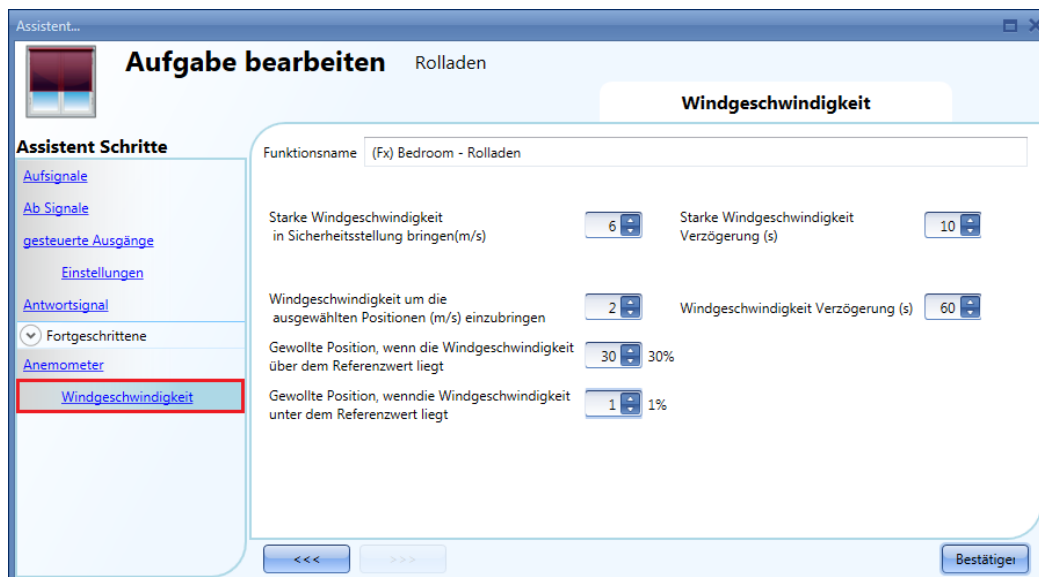 Assistent...
Aufgabe bearbeiten Rolladen
Windgeschwindigkeit
Assistent Schritte
Aufsignale
Ab Signale
gesteuerte Ausgänge
Einstellungen
Antwortsignal
Fortgeschrittene
Anemometer
Windgeschwindigkeit
Funktionsname (Fx) Bedroom - Rolladen
Starke Windgeschwindigkeit
in Sicherheitsstellung bringen(m/s) 6
Starke Windgeschwindigkeit
Verzögerung (s) 10
Windgeschwindigkeit um die
ausgewählten Positionen (m/s) einzubringen 2
Windgeschwindigkeit Verzögerung (s) 60
Gewollte Position, wenn die Windgeschwindigkeit
über dem Referenzwert liegt 30 30%
Gewollte Position, wenndie Windgeschwindigkeit
unter dem Referenzwert liegt 1 1%
<<< >>> Bestätiger